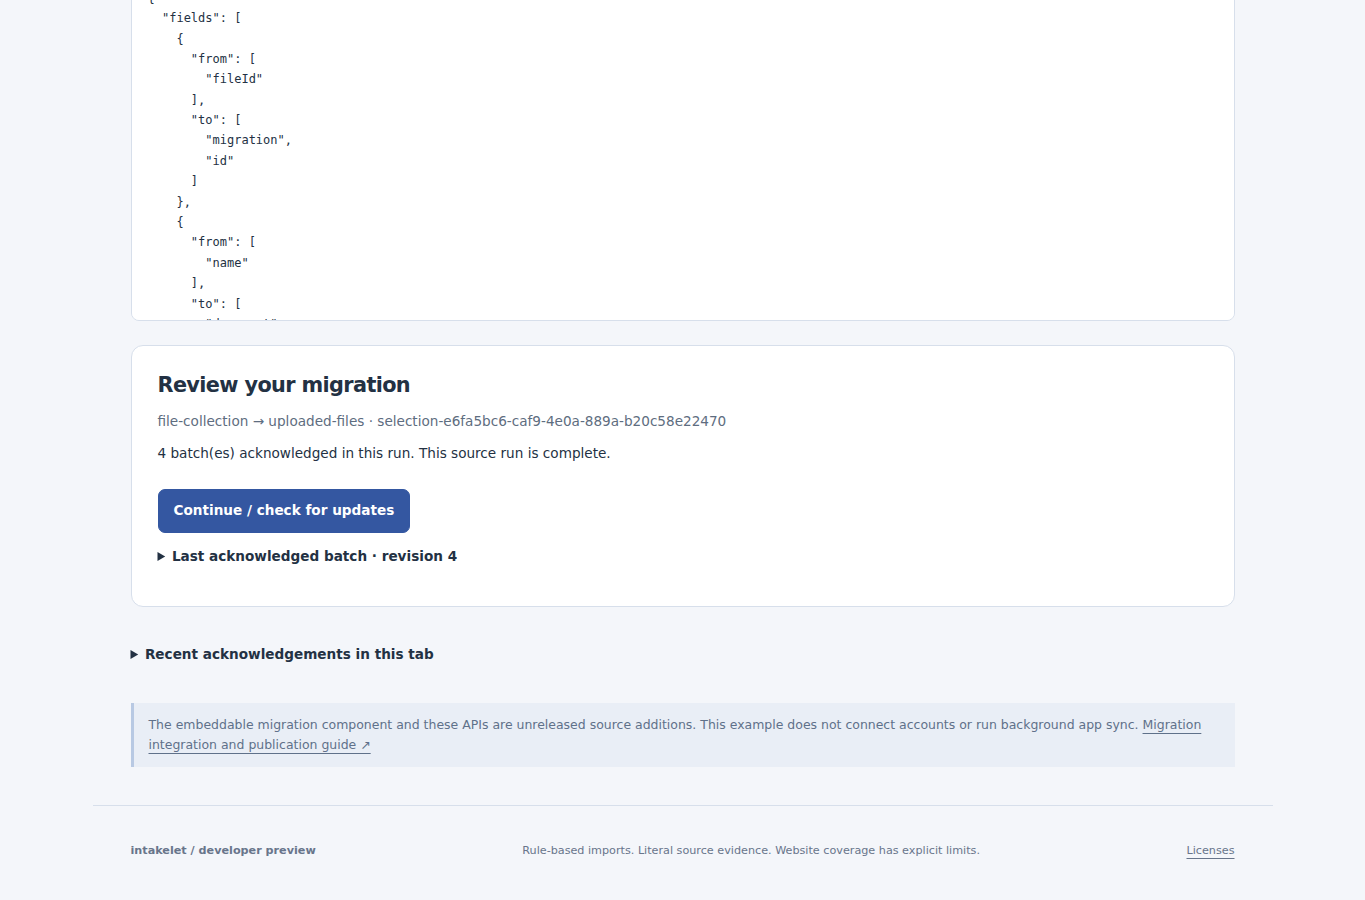 "fields": [
{
"from": [
"fileId"
],
"to": [
"migration",
"id"
]
},
{
"from": [
"name"
],
"to": [
Review your migration
file-collection → uploaded-files · selection-e6fa5bc6-caf9-4e0a-889a-b20c58e22470
4 batch(es) acknowledged in this run. This source run is complete.
Continue / check for updates
▶ Last acknowledged batch · revision 4
▶ Recent acknowledgements in this tab
The embeddable migration component and these APIs are unreleased source additions. This example does not connect accounts or run background app sync. Migration
integration and publication guide ↗
intakelet / developer preview
Rule-based imports. Literal source evidence. Website coverage has explicit limits.
Licenses